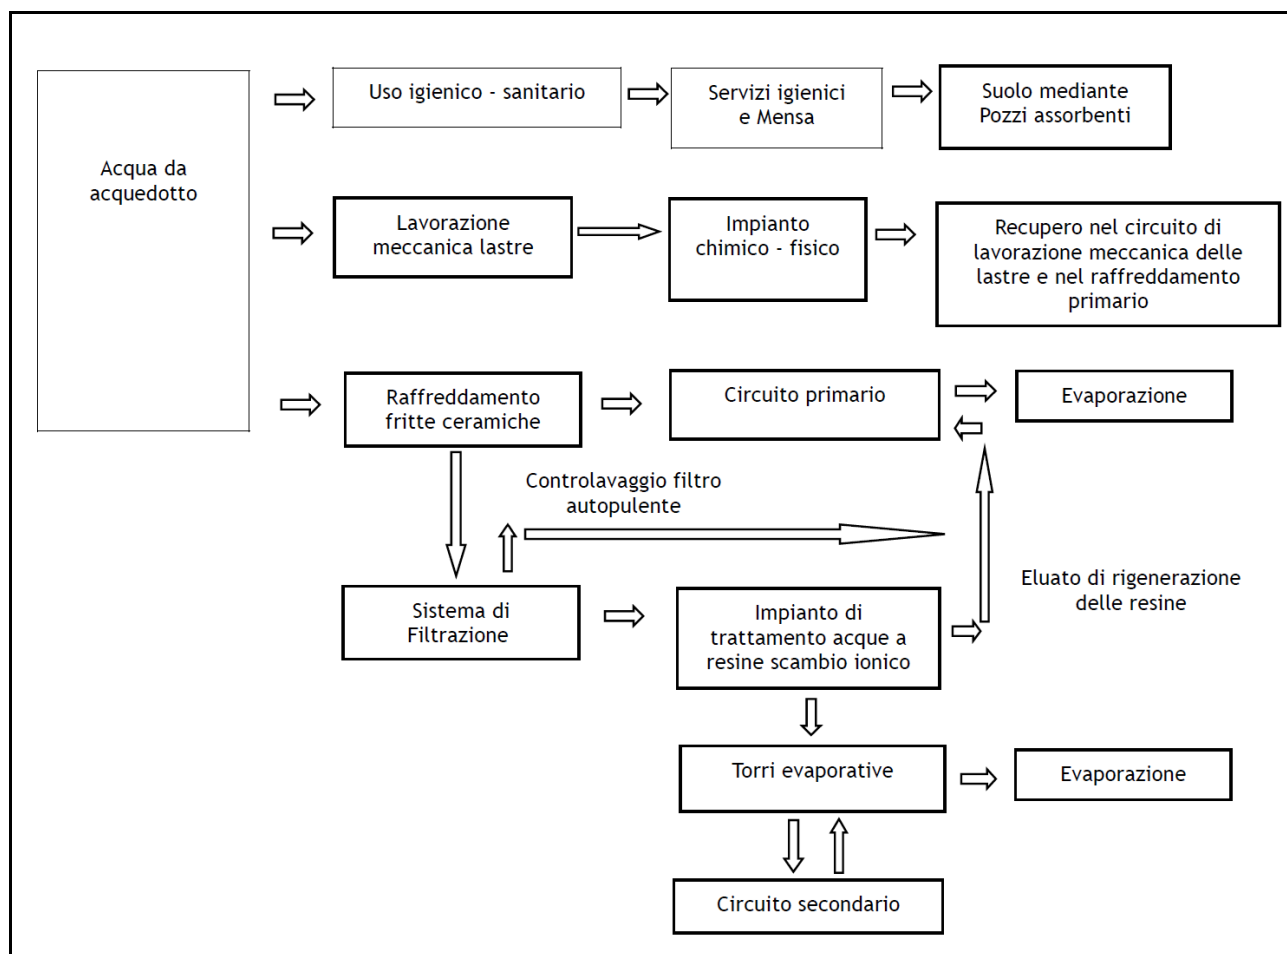 Acqua da
acquedotto
Uso igienico - sanitario
Servizi igienici
e Mensa
Suolo mediante
Pozzi assorbenti
Lavorazione
meccanica lastre
Impianto
chimico - fisico
Recupero nel circuito di
lavorazione meccanica delle
lastre e nel raffreddamento
primario
Raffreddamento
fritte ceramiche
Circuito primario
Evaporazione
Controlavaggio filtro
autopulente
Eluato di rigenerazione
delle resine
Sistema di
Filtrazione
Impianto di
trattamento acque a
resine scambio ionico
Torri evaporative
Evaporazione
Circuito secondario